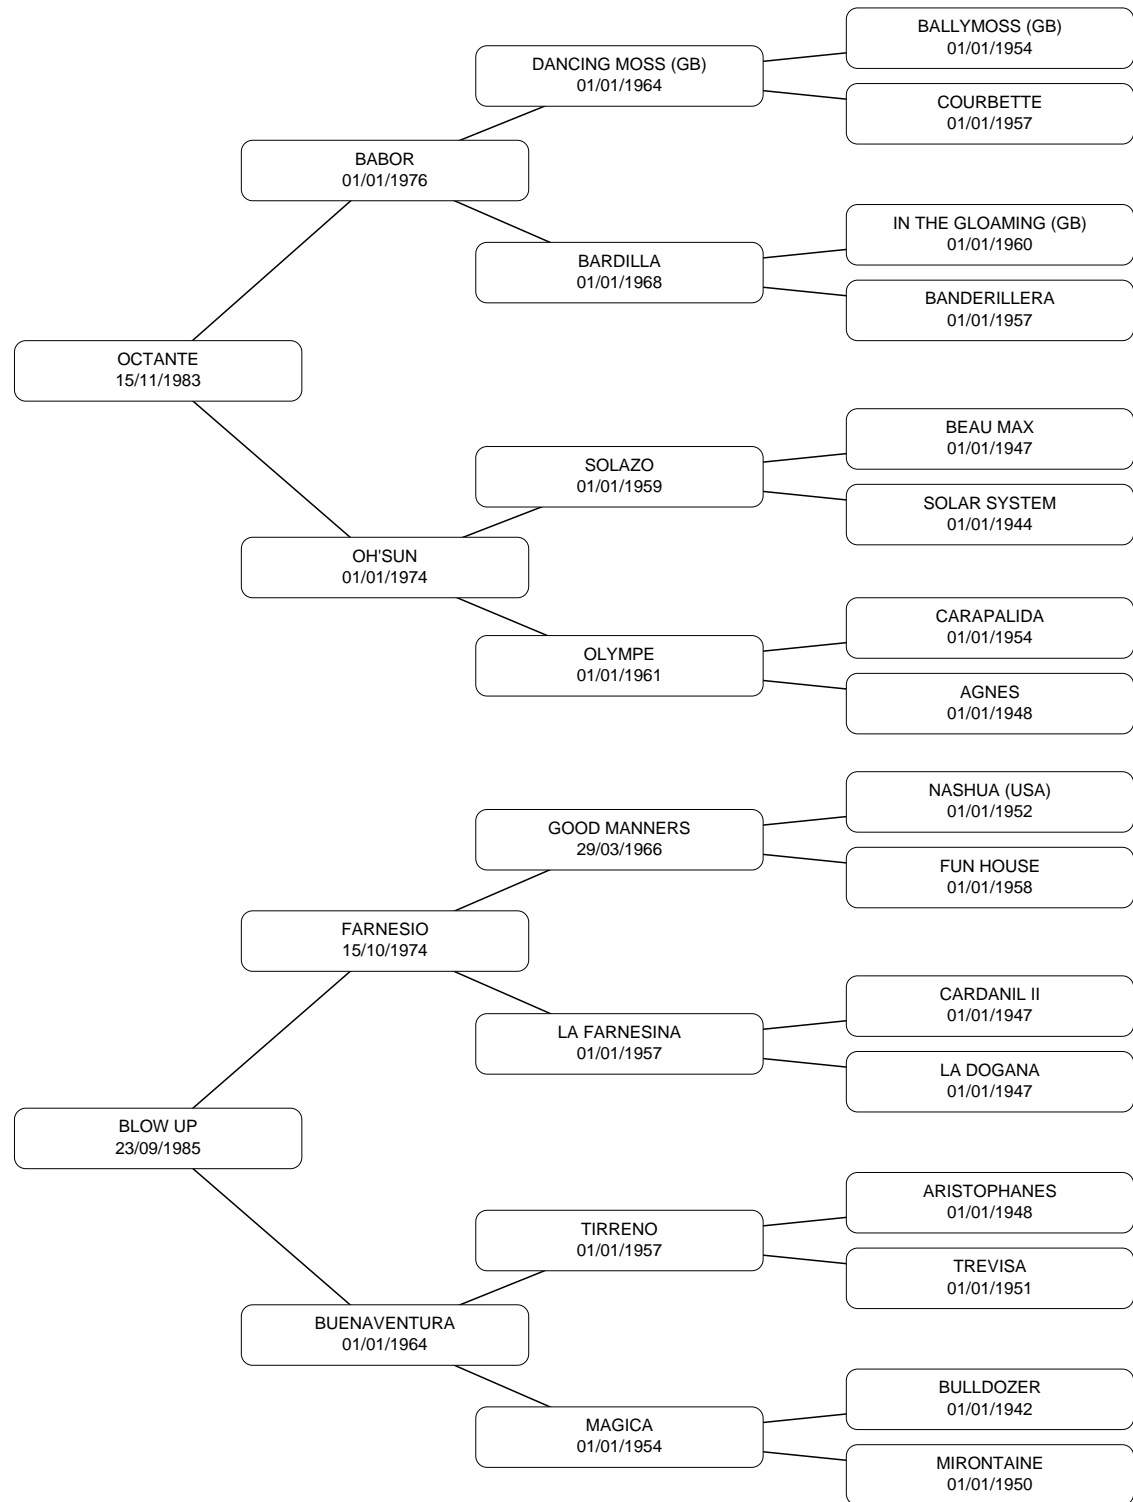 BALLYMOSS (GB)
01/01/1954
DANCING MOSS (GB)
01/01/1964
COURBETTE
01/01/1957
BABOR
01/01/1976
IN THE GLOAMING (GB)
01/01/1960
BARDILLA
01/01/1968
BANDERILLERA
01/01/1957
OCTANTE
15/11/1983
BEAU MAX
01/01/1947
SOLAZO
01/01/1959
SOLAR SYSTEM
01/01/1944
OH'SUN
01/01/1974
CARAPALIDA
01/01/1954
OLYMPE
01/01/1961
AGNES
01/01/1948
NASHUA (USA)
01/01/1952
GOOD MANNERS
29/03/1966
FUN HOUSE
01/01/1958
FARNESIO
15/10/1974
CARDANIL II
01/01/1947
LA FARNESINA
01/01/1957
LA DOGANA
01/01/1947
BLOW UP
23/09/1985
ARISTOPHANES
01/01/1948
TIRRENO
01/01/1957
TREVISA
01/01/1951
BUENAVENTURA
01/01/1964
BULLDOZER
01/01/1942
MAGICA
01/01/1954
MIRONTAINE
01/01/1950